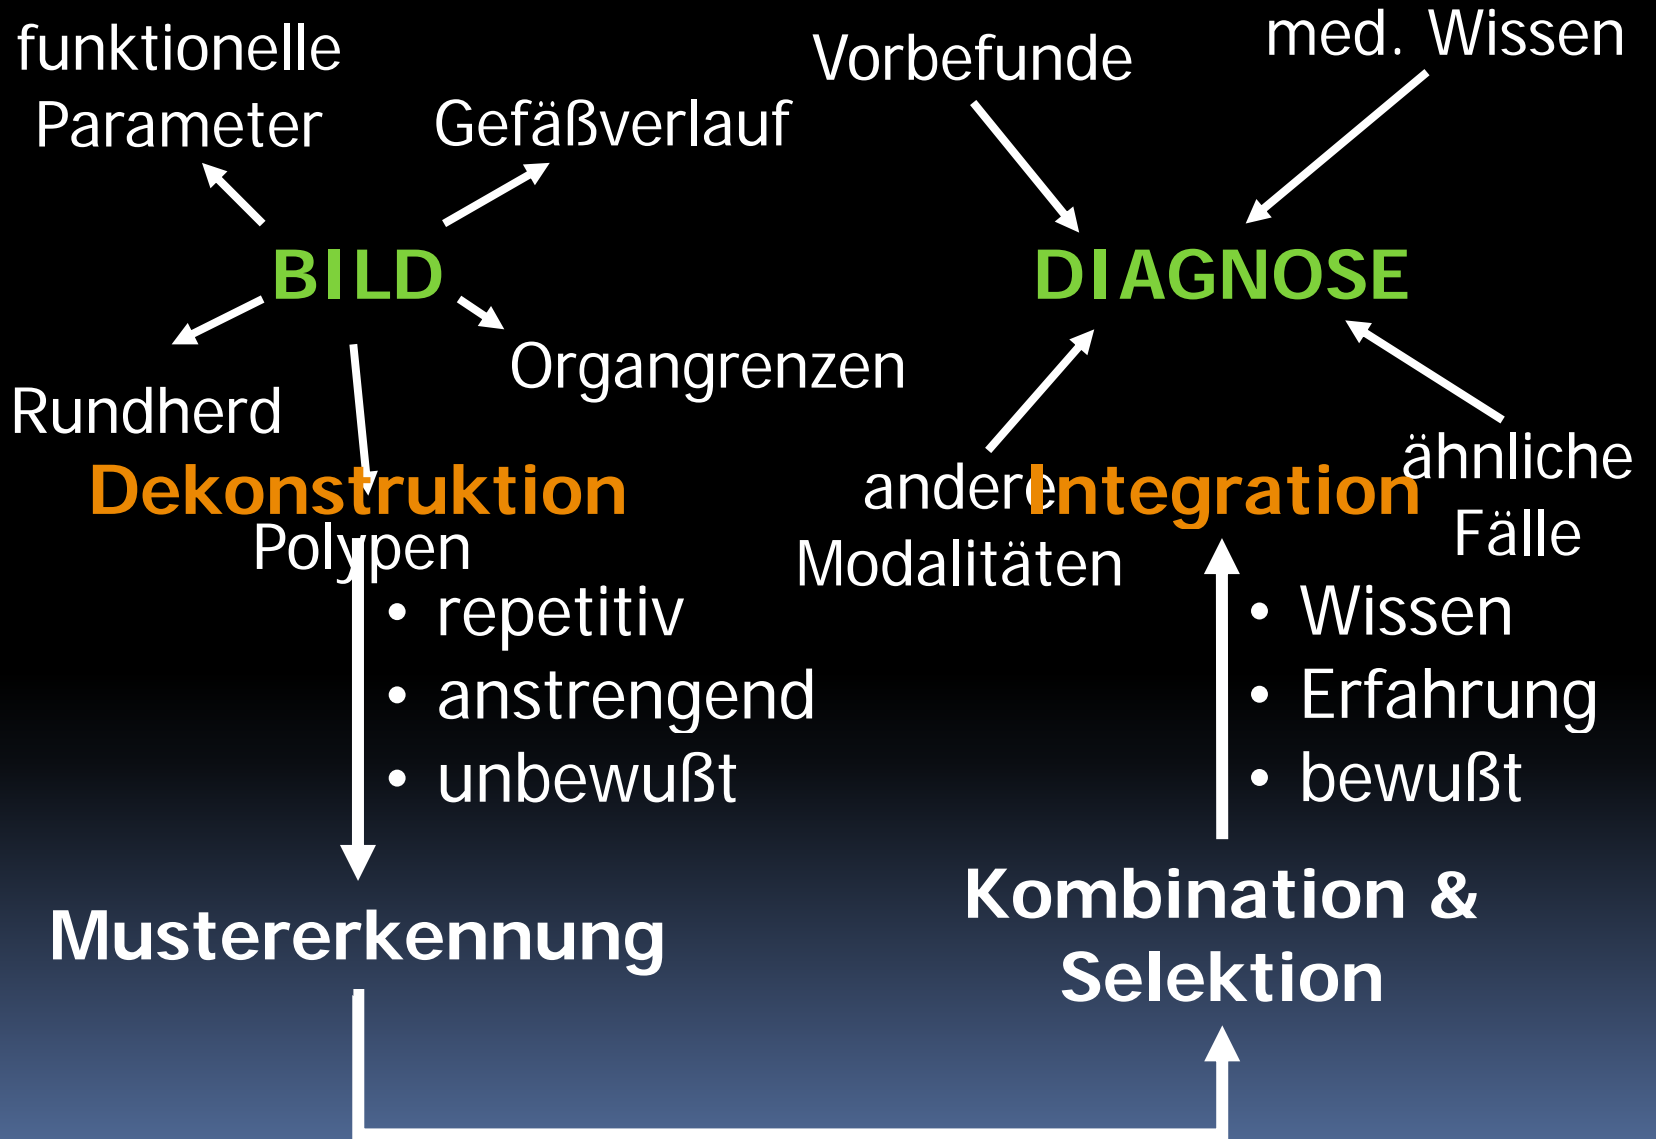 funktionelle
Parameter
Gefäßverlauf
BILD
Rundherd
Organgrenzen
Dekonstruktion
Polypen
• repetitiv
• anstrengend
• unbewußt
Mustererkennung
Vorbefunde
med. Wissen
DIAGNOSE
andere
Modalitäten
Integration
ähnliche
Fälle
• Wissen
• Erfahrung
• bewußt
Kombination &
Selektion